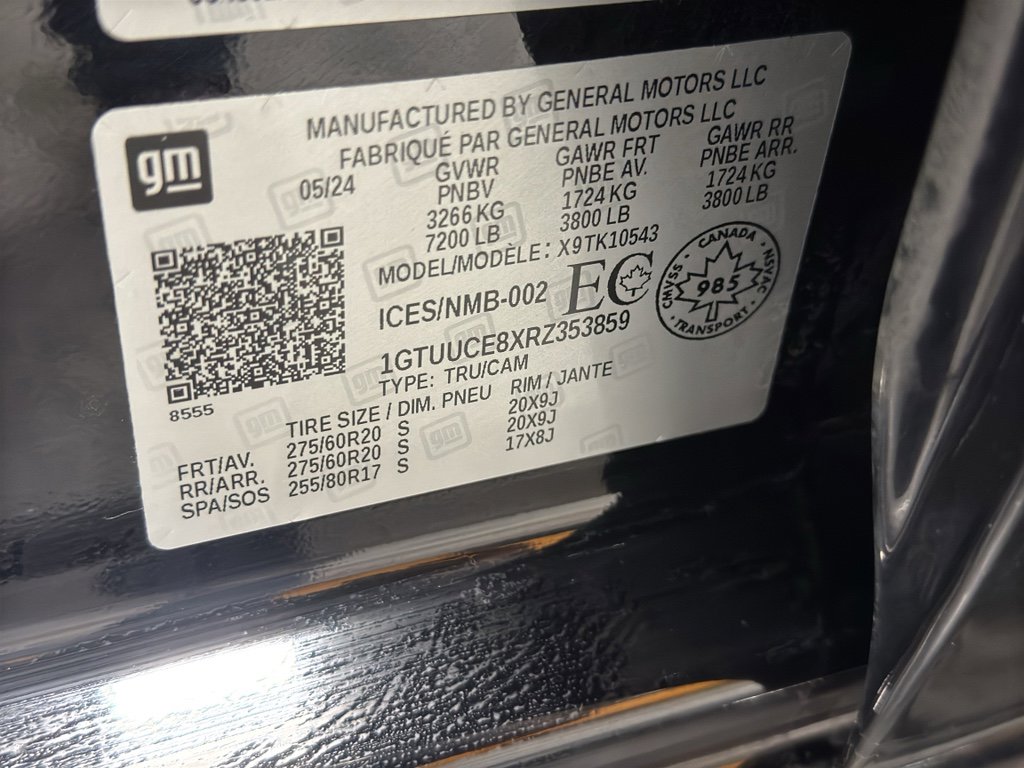 MANUFACTURED BY GENERAL MOTORS LLC
FABRIQUÉ PAR GENERAL MOTORS LLC
gm
05/24
GVWR GAWR FRT GAWR RR
PNBV PNBE AV. PNBE ARR.
3266 KG 1724 KG 1724 KG
7200 LB 3800 LB 3800 LB
MODEL/MODÈLE: X9TK10543
ICES/NMB-002 EC
CANADA
CMVSS 985 NSVAC
TRANSPORT
1GTUUCE8XRZ353859
TYPE: TRU/CAM
8555
TIRE SIZE / DIM. PNEU RIM / JANTE
FRT/AV. 275/60R20 S 20X9J
RR/ARR. 275/60R20 S 20X9J
SPA/SOS 255/80R17 S 17X8J